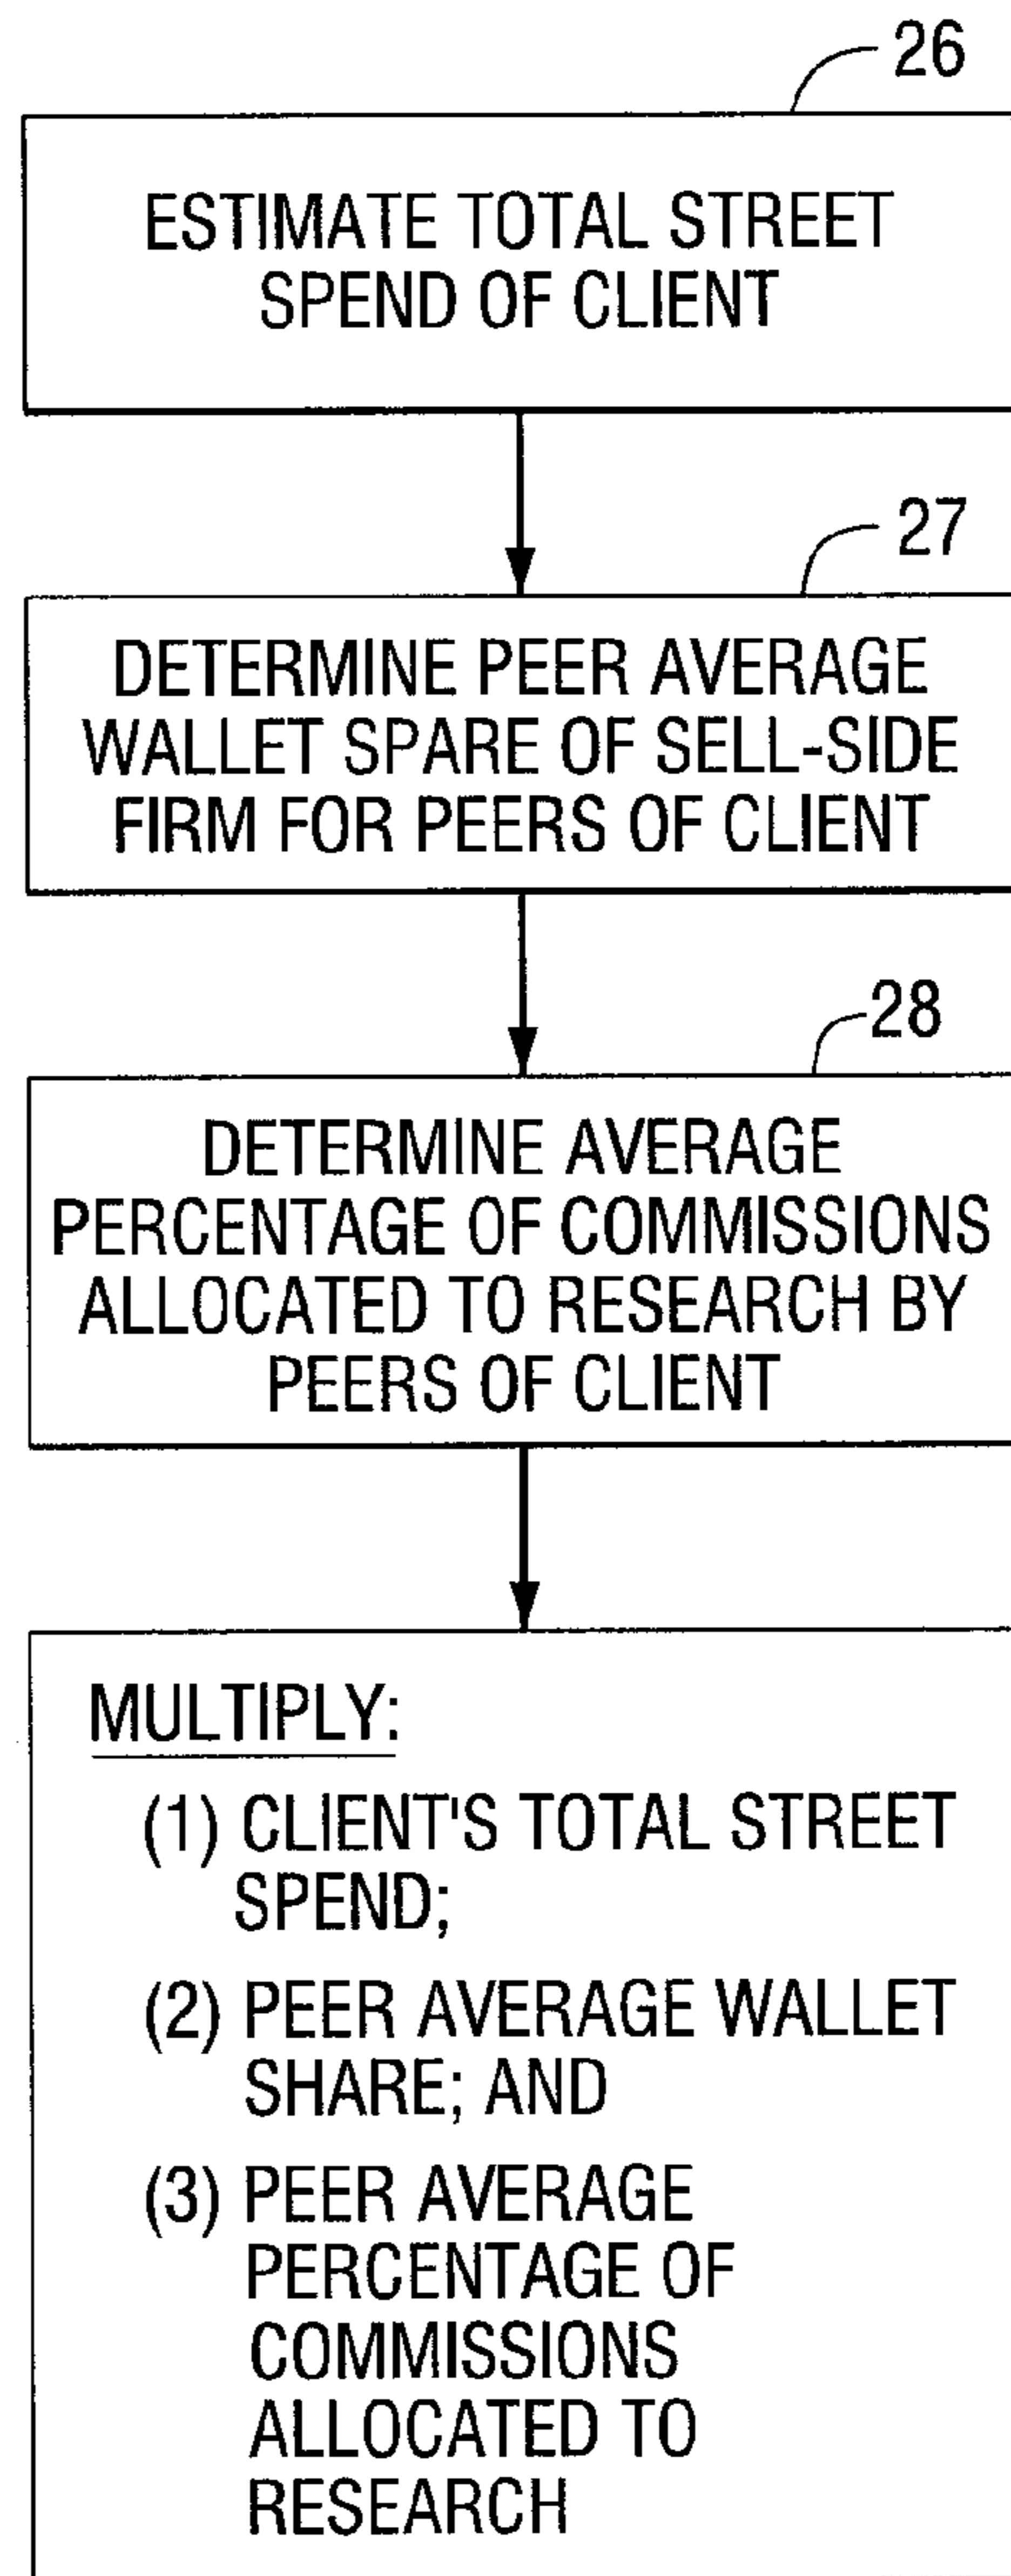 26
ESTIMATE TOTAL STREET
SPEND OF CLIENT
27
DETERMINE PEER AVERAGE
WALLET SPARE OF SELL-SIDE
FIRM FOR PEERS OF CLIENT
28
DETERMINE AVERAGE
PERCENTAGE OF COMMISSIONS
ALLOCATED TO RESEARCH BY
PEERS OF CLIENT
MULTIPLY:
(1) CLIENT'S TOTAL STREET
SPEND;
(2) PEER AVERAGE WALLET
SHARE; AND
(3) PEER AVERAGE
PERCENTAGE OF
COMMISSIONS
ALLOCATED TO
RESEARCH